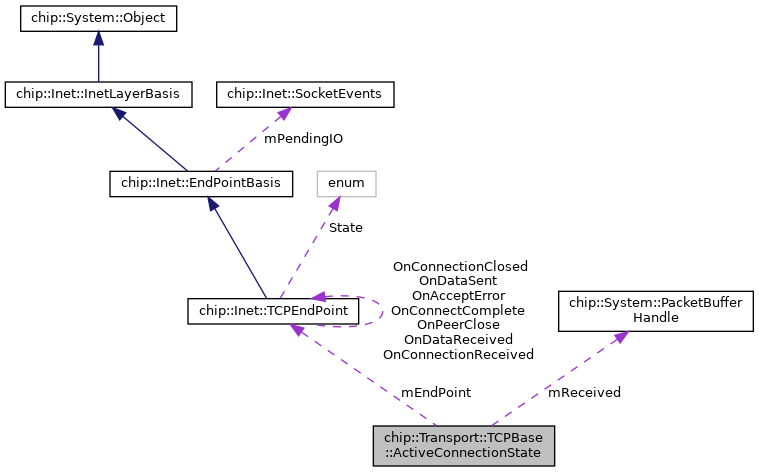 chip::System::Object
chip::Inet::InetLayerBasis
chip::Inet::SocketEvents
mPendingIO
chip::Inet::EndPointBasis
enum
State
OnConnectionClosed
OnDataSent
OnAcceptError
OnConnectComplete
OnPeerClose
OnDataReceived
OnConnectionReceived
chip::Inet::TCPEndPoint
chip::System::PacketBuffer
Handle
mEndPoint
mReceived
chip::Transport::TCPBase
::ActiveConnectionState